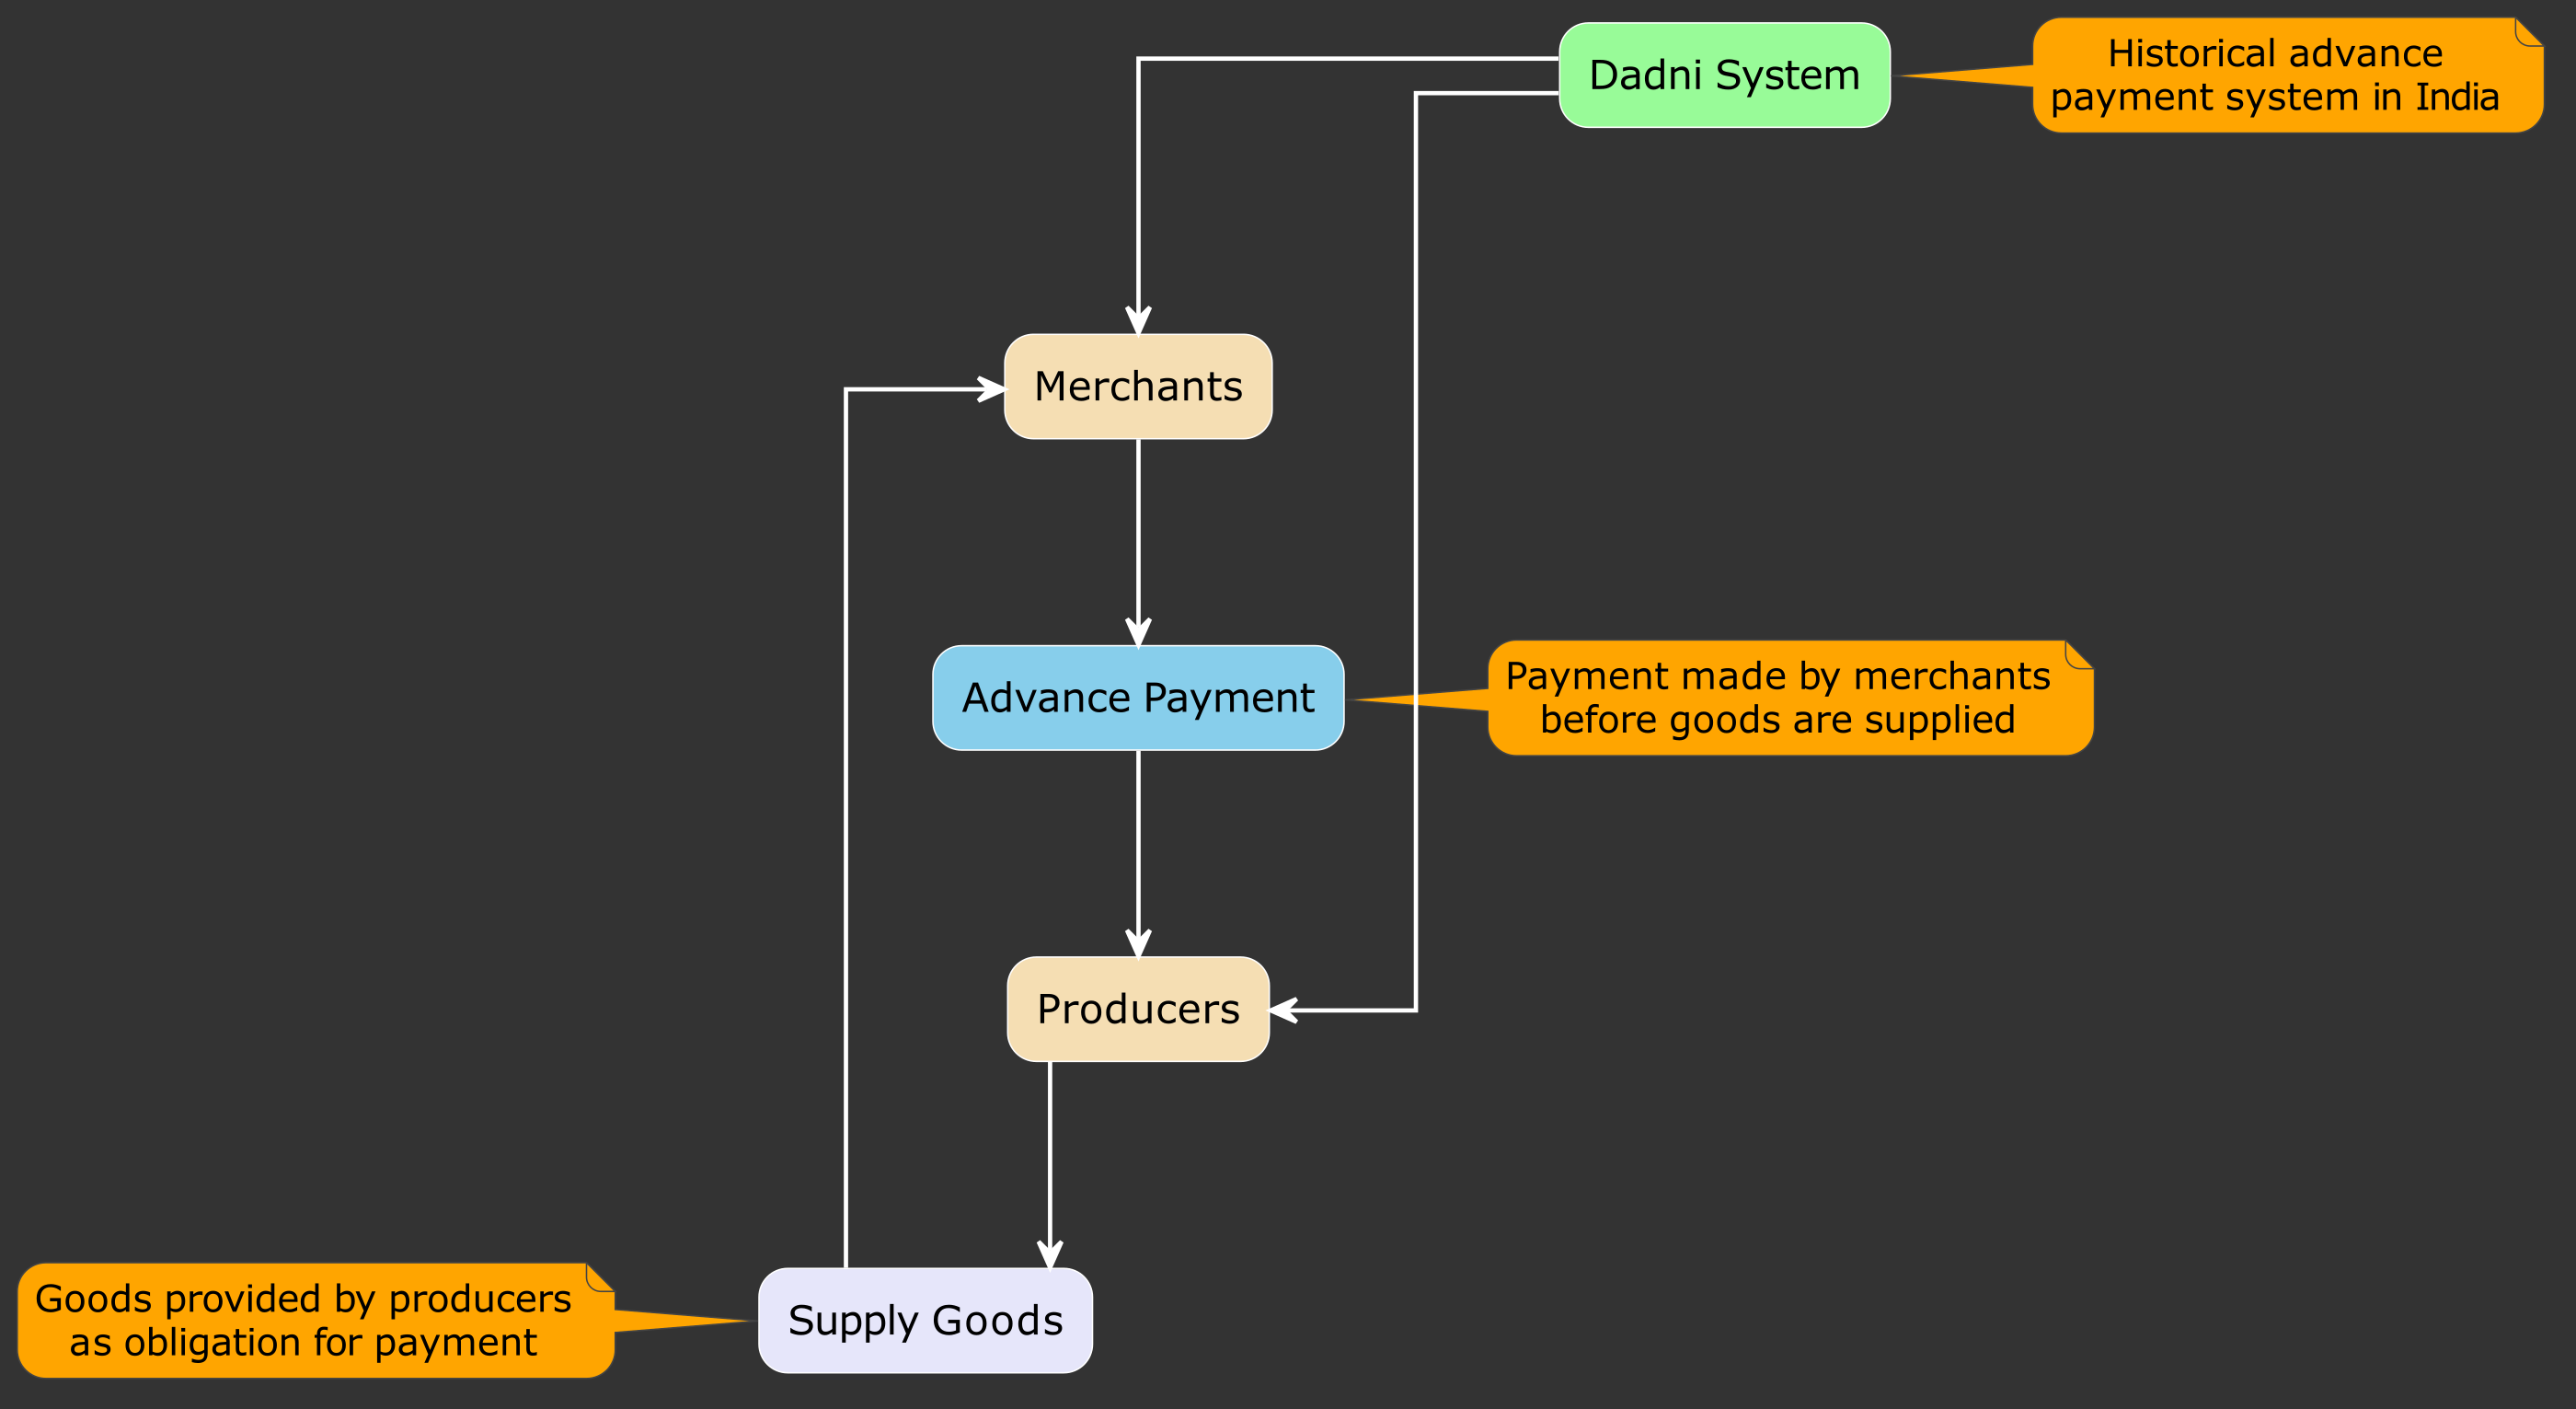 Dadni System
Historical advance
payment system in India
Merchants
Advance Payment
Payment made by merchants
before goods are supplied
Producers
Goods provided by producers
as obligation for payment
Supply Goods